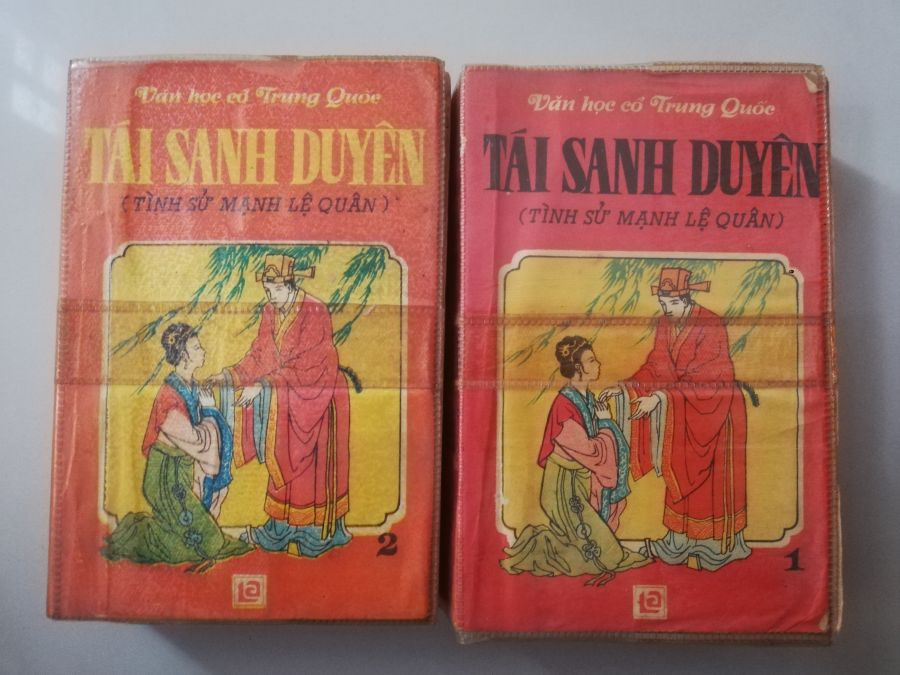 Văn học cổ Trung Quốc
TÁI SANH DUYÊN
(TÌNH SỬ MẠNH LỆ QUÂN)
2
Văn học cổ Trung Quốc
TÁI SANH DUYÊN
(TÌNH SỬ MẠNH LỆ QUÂN)
1